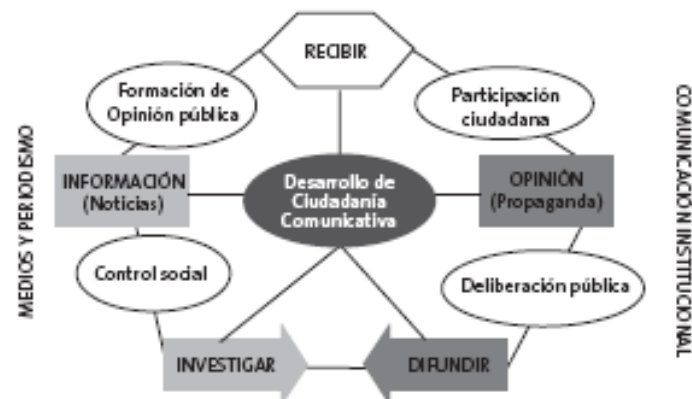 RECIBIR
Formación de
Opinión pública
Participación
ciudadana
MEDIOS Y PERIODISMO
COMUNICACIÓN INSTITUCIONAL
INFORMACIÓN
(Noticias)
Desarrollo de
Ciudadanía
Comunicativa
OPINIÓN
(Propaganda)
Control social
Deliberación pública
INVESTIGAR
DIFUNDIR